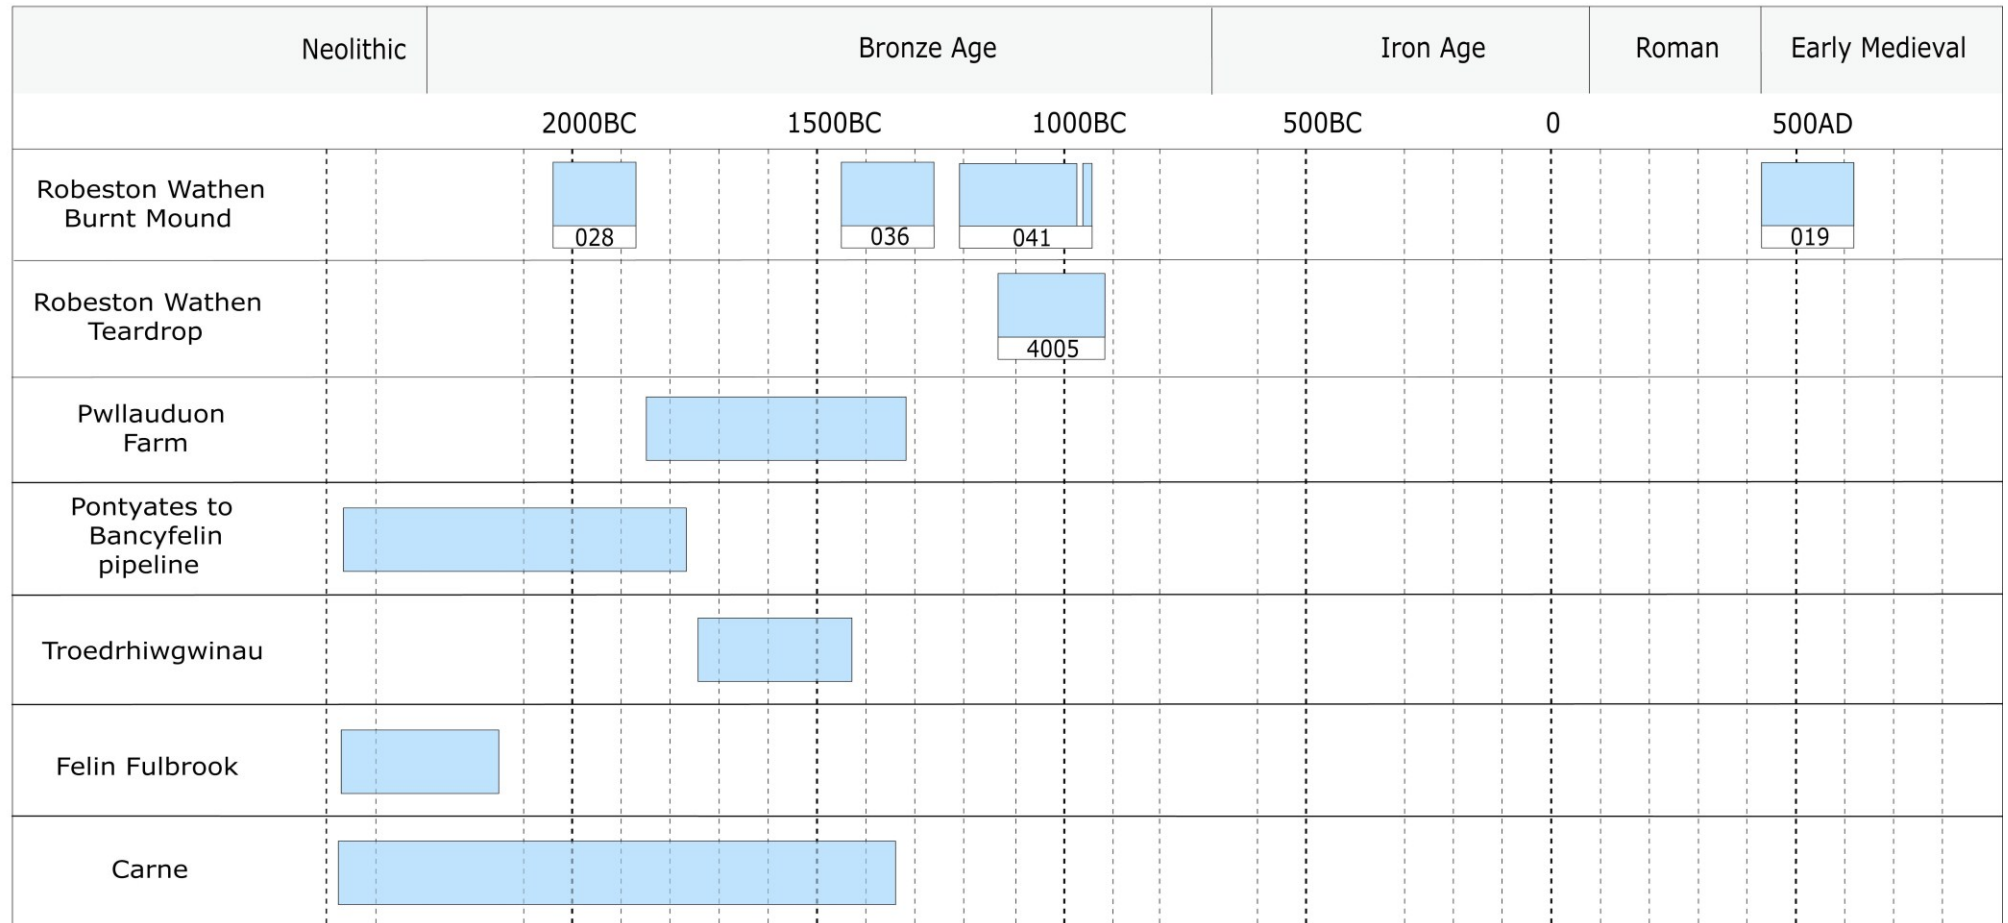 Neolithic
Bronze Age
Iron Age
Roman
Early Medieval
2000BC
1500BC
1000BC
500BC
0
500AD
Robeston Wathen
Burnt Mound
028
036
041
019
Robeston Wathen
Teardrop
4005
Pwllauduon
Farm
Pontyates to
Bancyfelin
pipeline
Troedrhiwgwinau
Felin Fulbrook
Carne